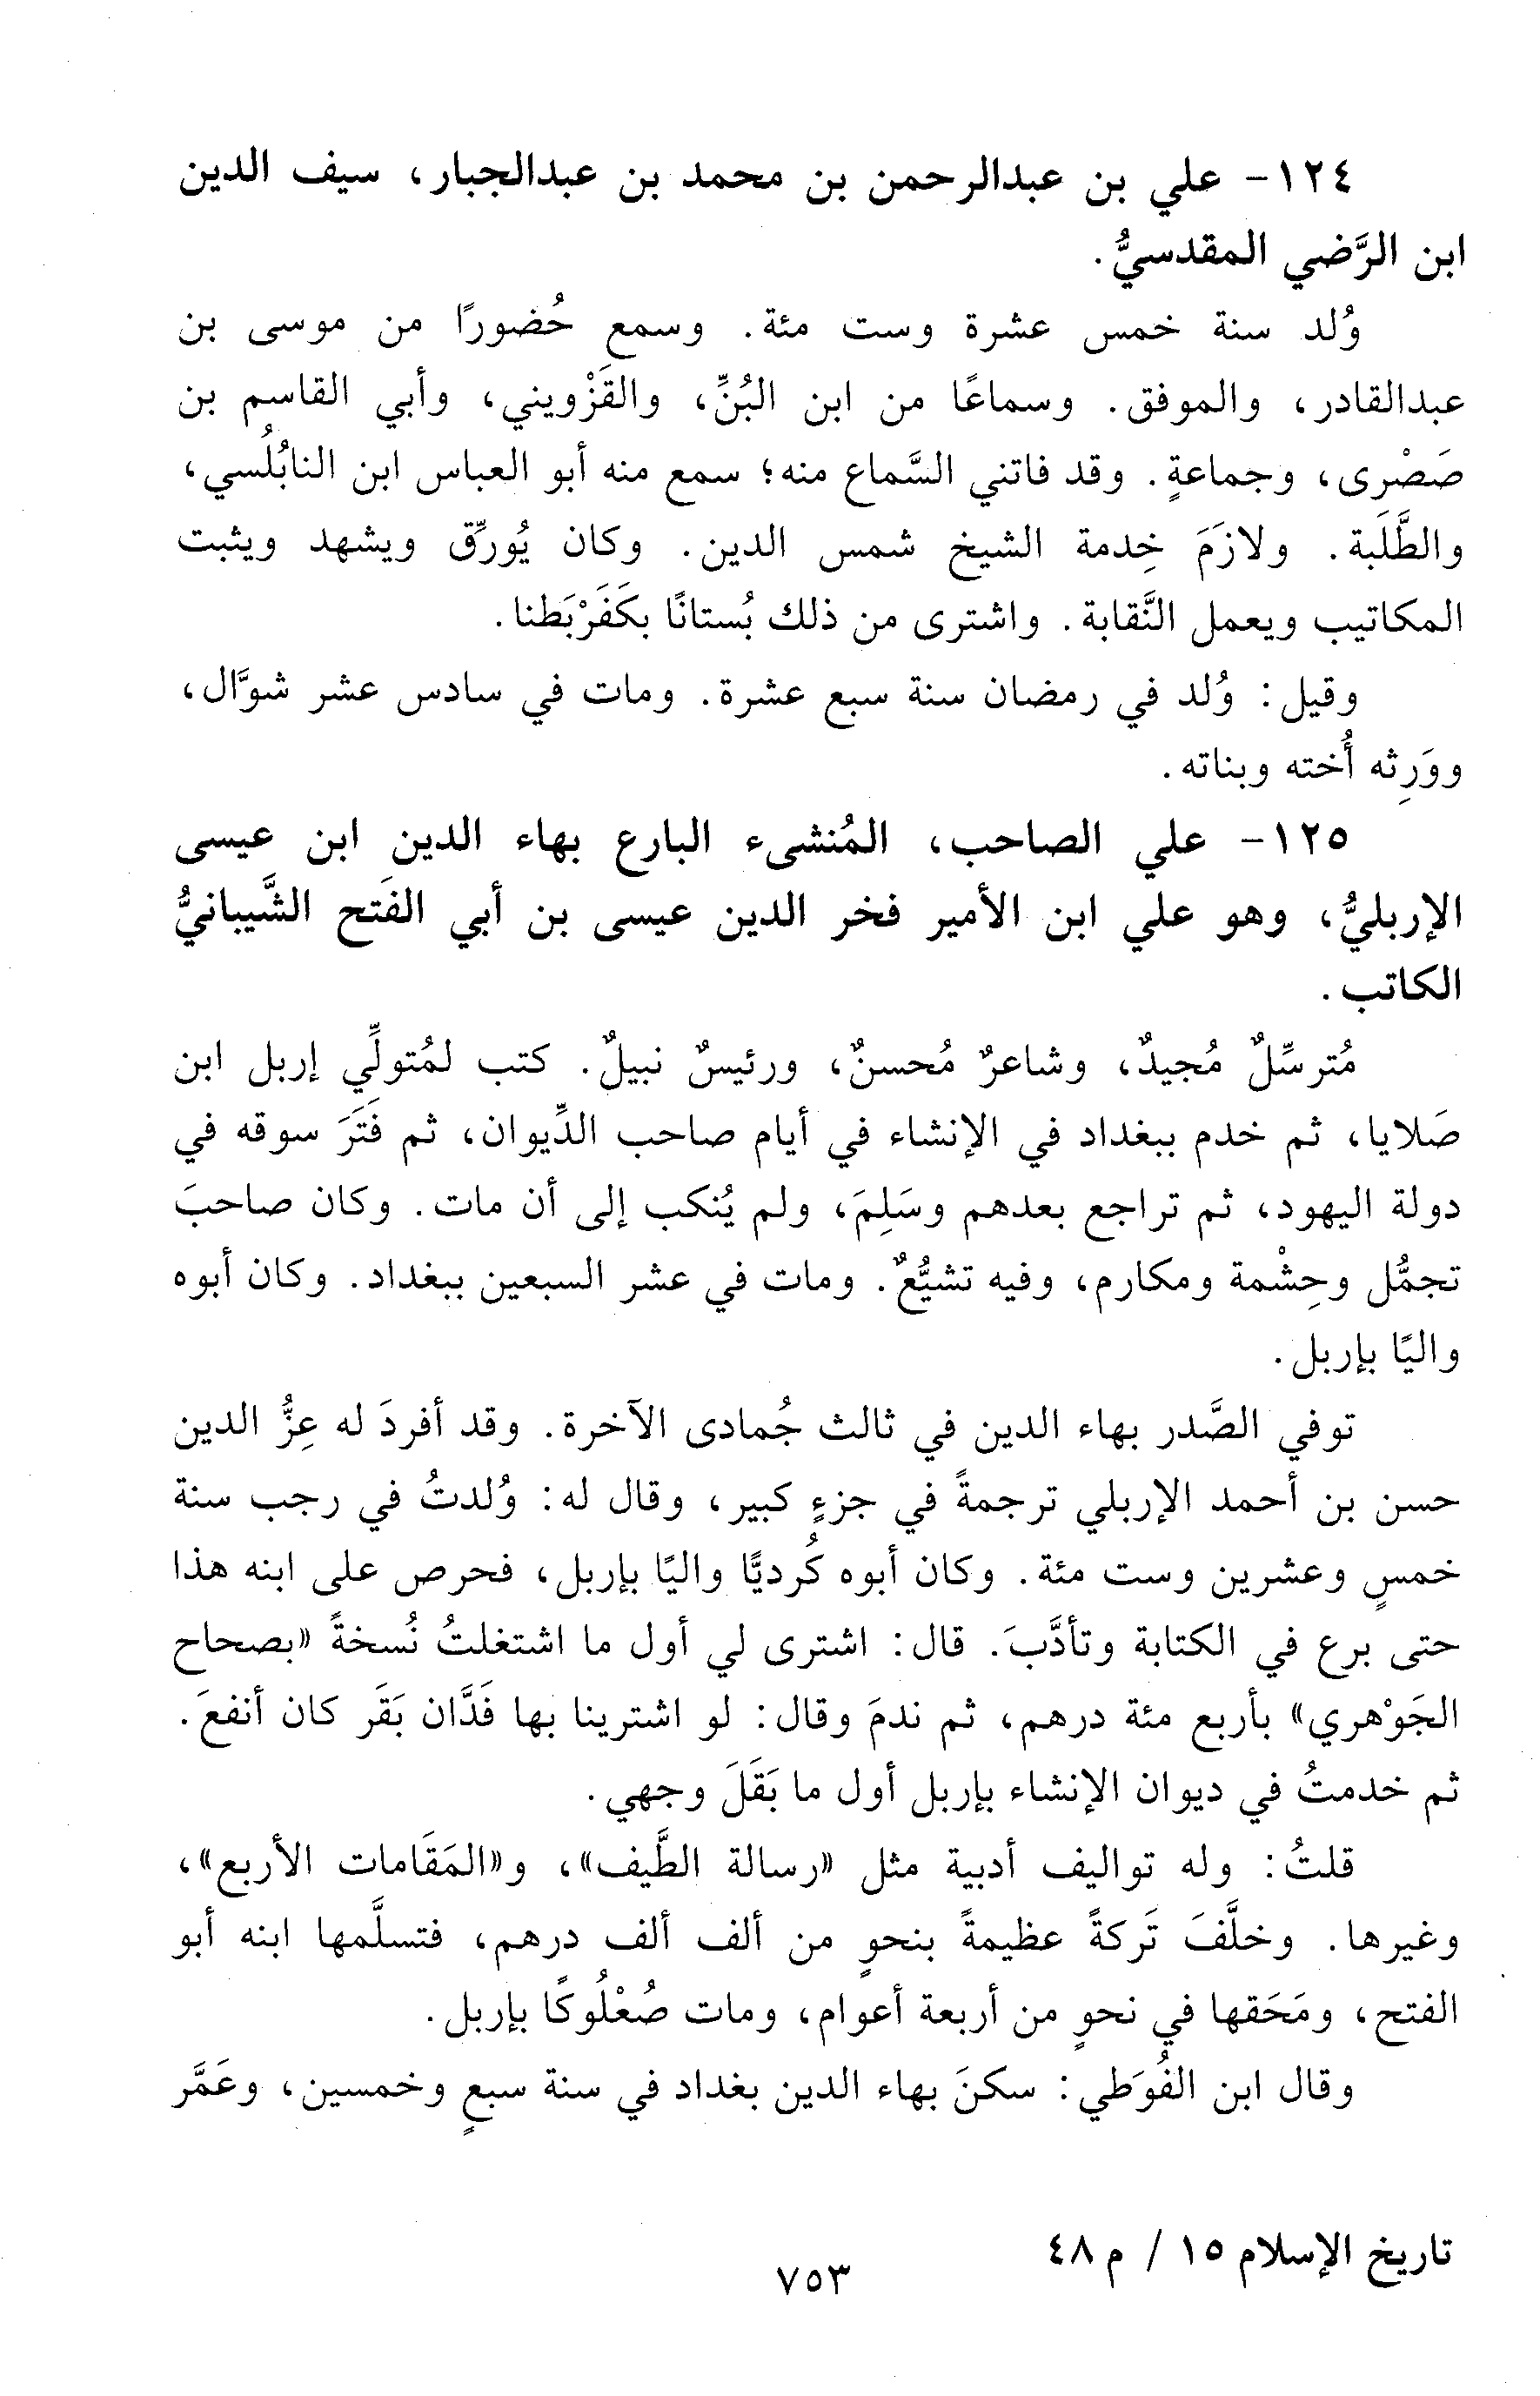 ١٢٤- علي بن عبدالرحمن بن محمد بن عبدالجبار، سيف الدين
ابن الرَّضي المقدسيُّ.
وُلد سنة خمس عشرة وست مئة. وسمع حُضورًا من موسى بن
عبدالقادر، والموفق. وسماعًا من ابن البُنِّ، والقَزْويني، وأبي القاسم بن
صَصْرى، وجماعةٍ. وقد فاتني السَّماع منه؛ سمع منه أبو العباس ابن النابُلُسي،
والطَّلَبة. ولازَمَ خِدمة الشيخ شمس الدين. وكان يُورِّق ويشهد ويثبت
المكاتيب ويعمل النَّقابة. واشترى من ذلك بُستانًا بكَفَرْبَطنا.
وقيل: وُلد في رمضان سنة سبع عشرة. ومات في سادس عشر شوَّال،
ووَرِثه أُخته وبناته.
١٢٥- علي الصاحب، المُنشىء البارع بهاء الدين ابن عيسى
الإربليُّ، وهو علي ابن الأمير فخر الدين عيسى بن أبي الفَتح الشَّيبانيُّ
الكاتب.
مُترسِّلٌ مُجيدٌ، وشاعرٌ مُحسنٌ، ورئيسٌ نبيلٌ. كتب لمُتولِّي إربل ابن
صَلايا، ثم خدم ببغداد في الإنشاء في أيام صاحب الدِّيوان، ثم فَتَرَ سوقه في
دولة اليهود، ثم تراجع بعدهم وسَلِمَ، ولم يُنكب إلى أن مات. وكان صاحبَ
تجمُّل وحِشْمة ومكارم، وفيه تشيُّعٌ. ومات في عشر السبعين ببغداد. وكان أبوه
واليًا بإربل.
توفي الصَّدر بهاء الدين في ثالث جُمادى الآخرة. وقد أفردَ له عِزُّ الدين
حسن بن أحمد الإربلي ترجمةً في جزءٍ كبير، وقال له: وُلدتُ في رجب سنة
خمسٍ وعشرين وست مئة. وكان أبوه كُرديًّا واليًا بإربل، فحرص على ابنه هذا
حتى برع في الكتابة وتأدَّبَ. قال: اشترى لي أول ما اشتغلتُ نُسخةً «بصحاح
الجَوْهري» بأربع مئة درهم، ثم ندمَ وقال: لو اشترينا بها فَدَّان بَقَر كان أنفعَ.
ثم خدمتُ في ديوان الإنشاء بإربل أول ما بَقَلَ وجهي.
قلتُ: وله تواليف أدبية مثل «رسالة الطَّيف»، و«المَقَامات الأربع»،
وغيرها. وخلَّفَ تَركةً عظيمةً بنحوٍ من ألف ألف درهم، فتسلَّمها ابنه أبو
الفتح، ومَحَقها في نحوٍ من أربعة أعوام، ومات صُعْلُوكًا بإربل.
وقال ابن الفُوَطي: سكنَ بهاء الدين بغداد في سنة سبعٍ وخمسين، وعَمَّر
تاريخ الإسلام ١٥ / م ٤٨
٧٥٣